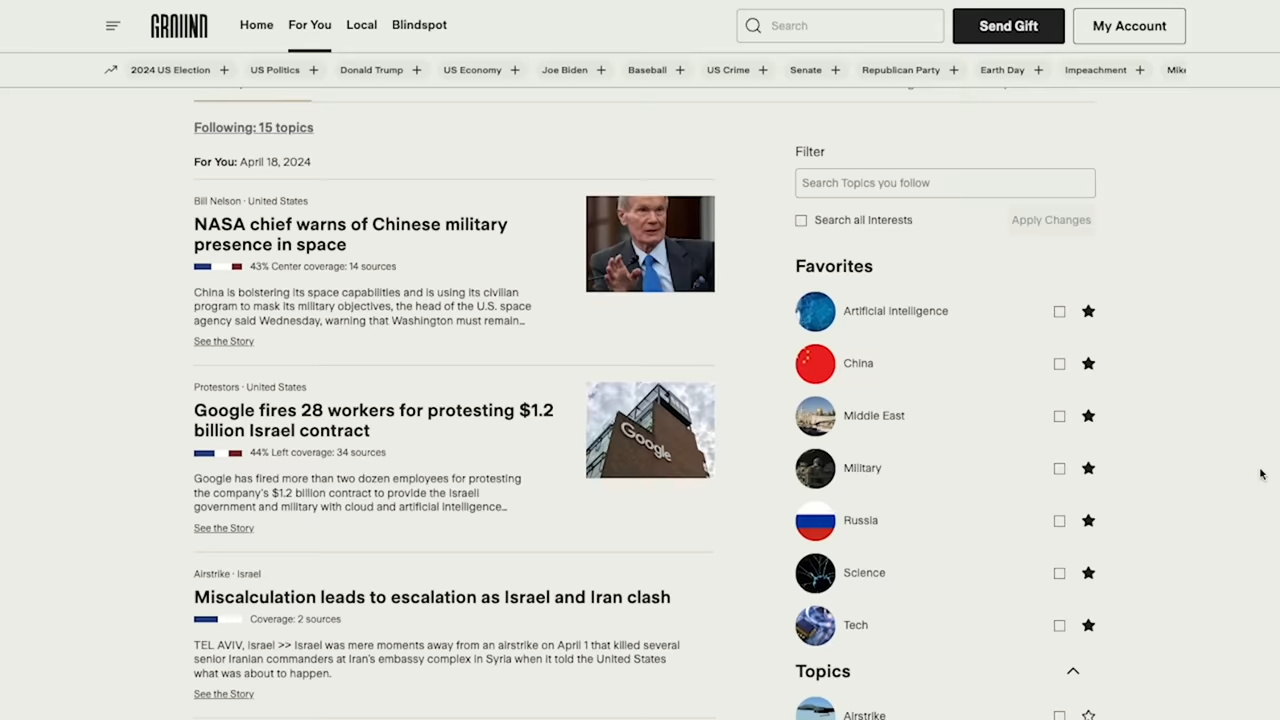 GROUND
Home For You Local Blindspot
Search
Send Gift
My Account
2024 US Election + US Politics + Donald Trump + US Economy + Joe Biden + Baseball + US Crime + Senate + Republican Party + Earth Day + Impeachment + Mike
Following: 15 topics
For You: April 18, 2024
Bill Nelson · United States
NASA chief warns of Chinese military
presence in space
43% Center coverage: 14 sources
China is bolstering its space capabilities and is using its civilian
program to mask its military objectives, the head of the U.S. space
agency said Wednesday, warning that Washington must remain...
See the Story
Protestors · United States
Google fires 28 workers for protesting $1.2
billion Israel contract
44% Left coverage: 34 sources
Google has fired more than two dozen employees for protesting
the company's $1.2 billion contract to provide the Israeli
government and military with cloud and artificial intelligence...
See the Story
Google
Airstrike · Israel
Miscalculation leads to escalation as Israel and Iran clash
Coverage: 2 sources
TEL AVIV, Israel >> Israel was mere moments away from an airstrike on April 1 that killed several
senior Iranian commanders at Iran's embassy complex in Syria when it told the United States
what was about to happen.
See the Story
Filter
Search Topics you follow
Search all Interests
Apply Changes
Favorites
Artificial Intelligence
China
Middle East
Military
Russia
Science
Tech
Topics
Airstrike